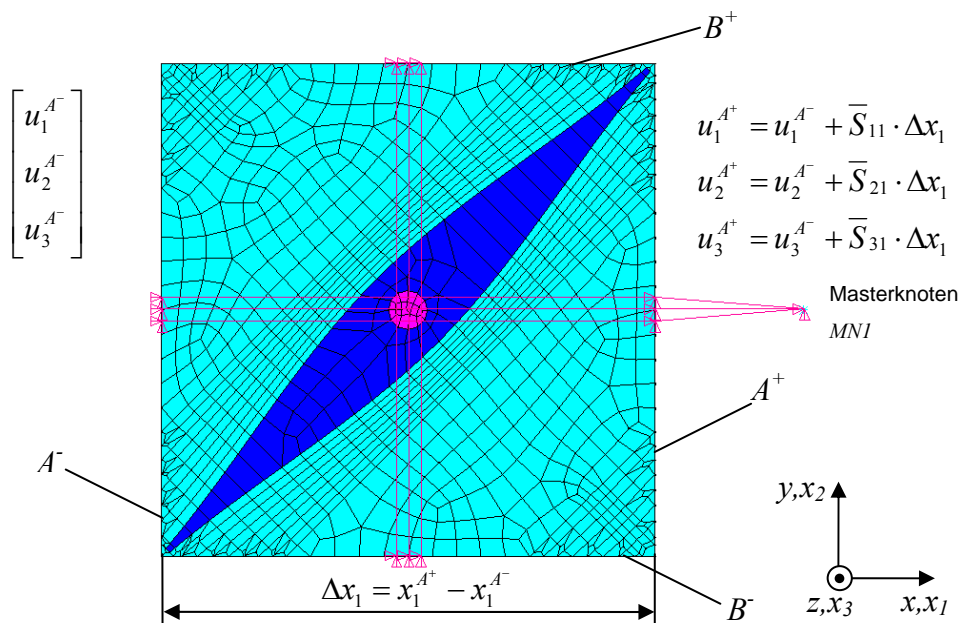 B⁺
u₁^{A⁻}
u₂^{A⁻}
u₃^{A⁻}
u₁^{A⁺} = u₁^{A⁻} + S̅₁₁ · Δx₁
u₂^{A⁺} = u₂^{A⁻} + S̅₂₁ · Δx₁
u₃^{A⁺} = u₃^{A⁻} + S̅₃₁ · Δx₁
Masterknoten
MN1
A⁺
A⁻
y,x₂
Δx₁ = x₁^{A⁺} − x₁^{A⁻}
B⁻
z,x₃
x,x₁